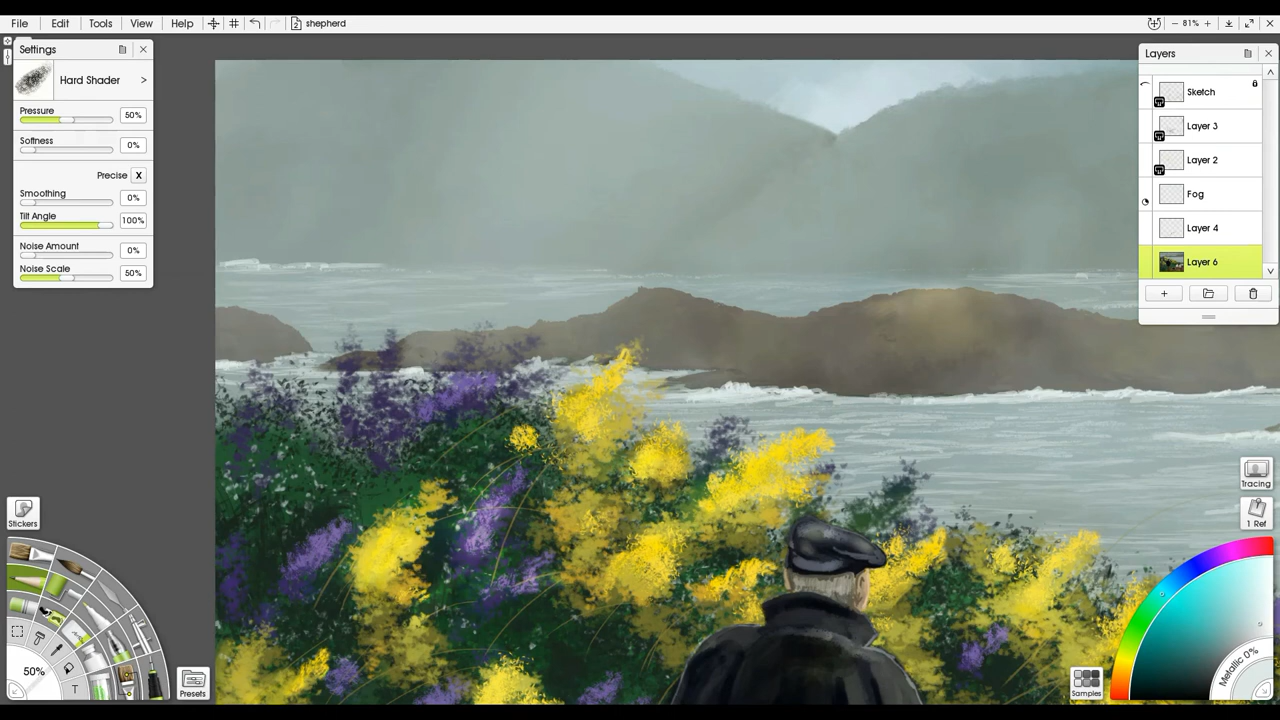 File Edit Tools View Help 2 shepherd 81%
Settings
Hard Shader >
Pressure 50%
Softness 0%
Precise X
Smoothing 0%
Tilt Angle 100%
Noise Amount 0%
Noise Scale 50%
Layers
Sketch
Layer 3
Layer 2
Fog
Layer 4
Layer 6
Tracing
1 Ref
Stickers
50%
T
Presets
Samples
Metallic 0%